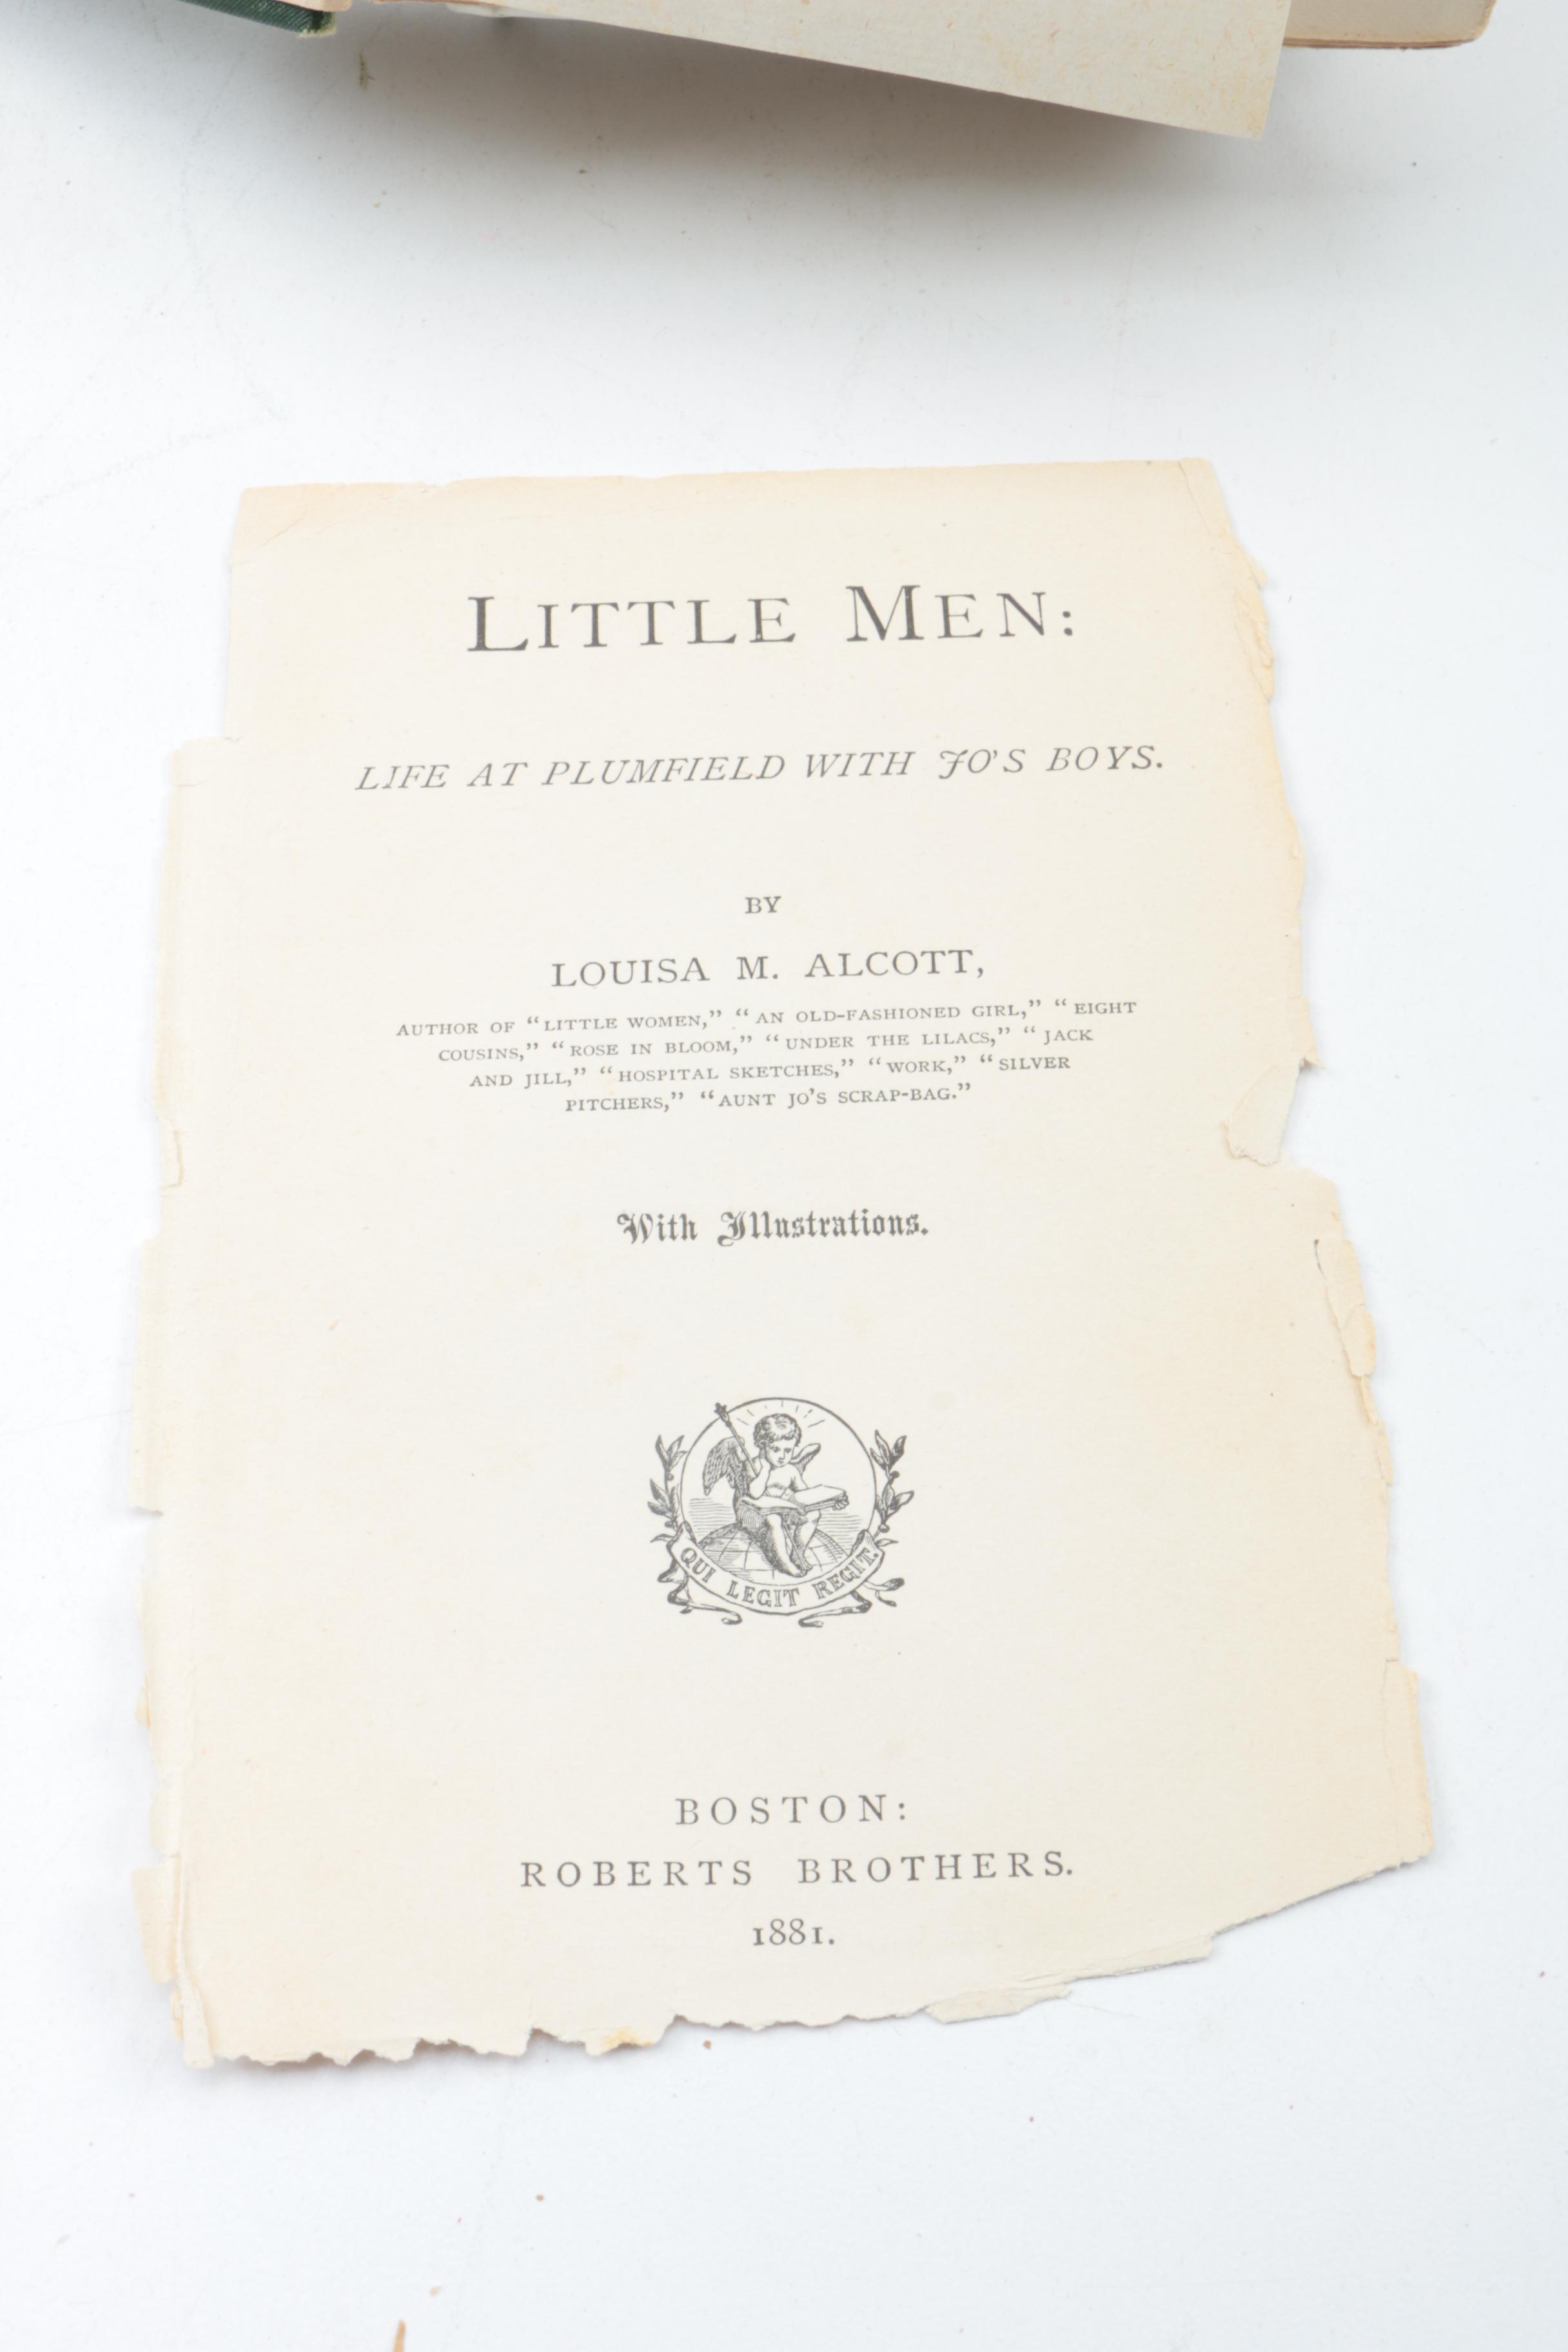 LITTLE MEN:
LIFE AT PLUMFIELD WITH JO'S BOYS.
BY
LOUISA M. ALCOTT,
AUTHOR OF “LITTLE WOMEN,” “AN OLD-FASHIONED GIRL,” “EIGHT
COUSINS,” “ROSE IN BLOOM,” “UNDER THE LILACS,” “JACK
AND JILL,” “HOSPITAL SKETCHES,” “WORK,” “SILVER
PITCHERS,” “AUNT JO'S SCRAP-BAG.”
With Illustrations.
QUI LEGIT REGIT.
BOSTON:
ROBERTS BROTHERS.
1881.